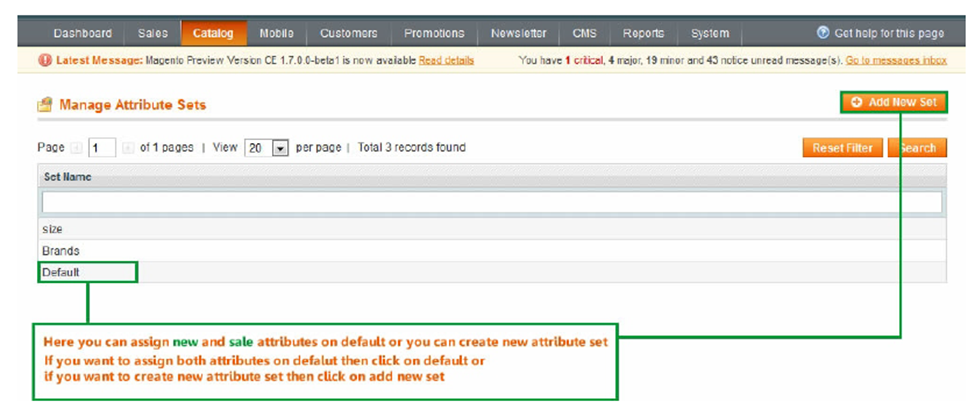 Dashboard Sales Catalog Mobile Customers Promotions Newsletter CMS Reports System Get help for this page
Latest Message: Magento Preview Version CE 1.7.0.0-beta1 is now available Read details You have 1 critical, 4 major, 19 minor and 43 notice unread message(s). Go to messages inbox
Manage Attribute Sets Add New Set
Page 1 of 1 pages | View 20 per page | Total 3 records found Reset Filter Search
Set Name
size
Brands
Default
Here you can assign new and sale attributes on default or you can create new attribute set
If you want to assign both attributes on defalut then click on default or
if you want to create new attribute set then click on add new set